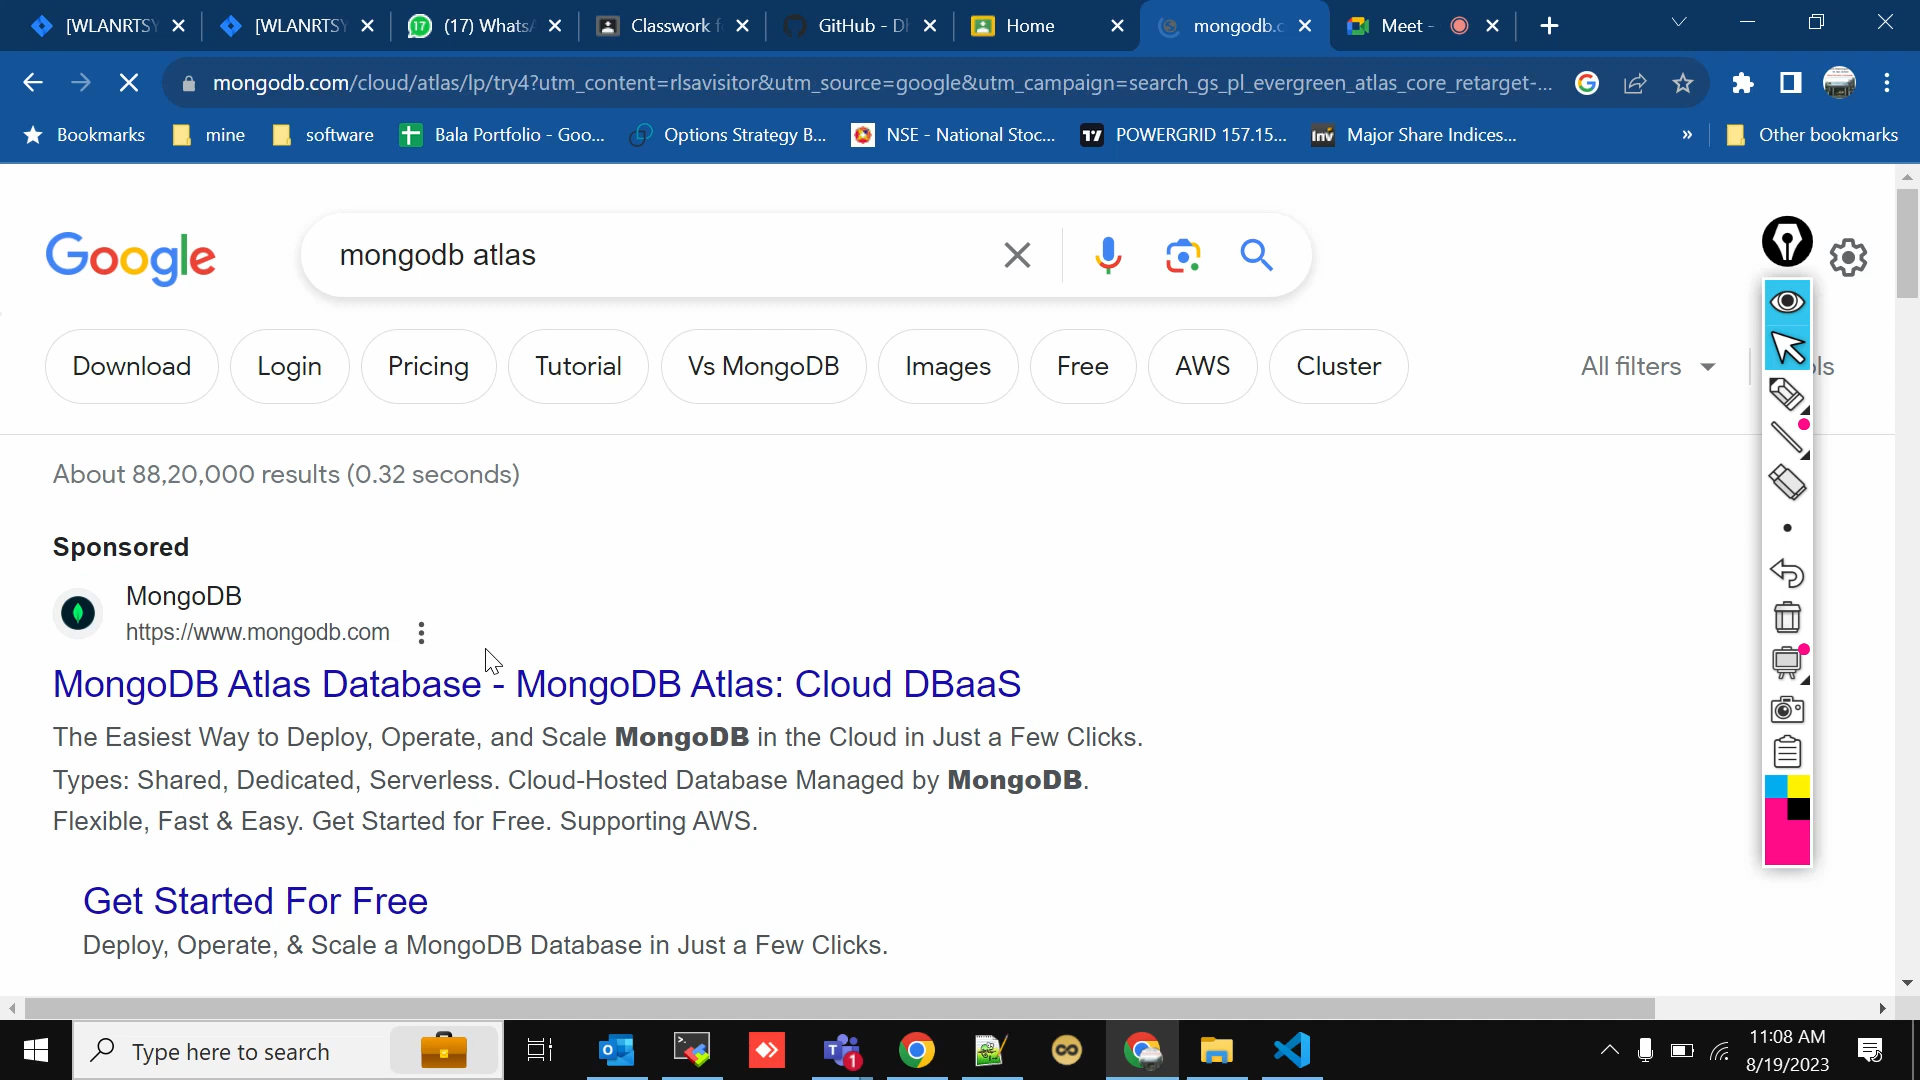 [WLANRTSY
[WLANRTSY
(17) WhatsA
Classwork f
GitHub - Dh
Home
mongodb.c
Meet -
mongodb.com/cloud/atlas/lp/try4?utm_content=rlsavisitor&utm_source=google&utm_campaign=search_gs_pl_evergreen_atlas_core_retarget-...
Bookmarks
mine
software
Bala Portfolio - Goo...
Options Strategy B...
NSE - National Stoc...
POWERGRID 157.15...
Major Share Indices...
»
Other bookmarks
Google
mongodb atlas
Download
Login
Pricing
Tutorial
Vs MongoDB
Images
Free
AWS
Cluster
All filters
ls
About 88,20,000 results (0.32 seconds)
Sponsored
MongoDB
https://www.mongodb.com
MongoDB Atlas Database - MongoDB Atlas: Cloud DBaaS
The Easiest Way to Deploy, Operate, and Scale MongoDB in the Cloud in Just a Few Clicks.
Types: Shared, Dedicated, Serverless. Cloud-Hosted Database Managed by MongoDB.
Flexible, Fast & Easy. Get Started for Free. Supporting AWS.
Get Started For Free
Deploy, Operate, & Scale a MongoDB Database in Just a Few Clicks.
Type here to search
11:08 AM
8/19/2023